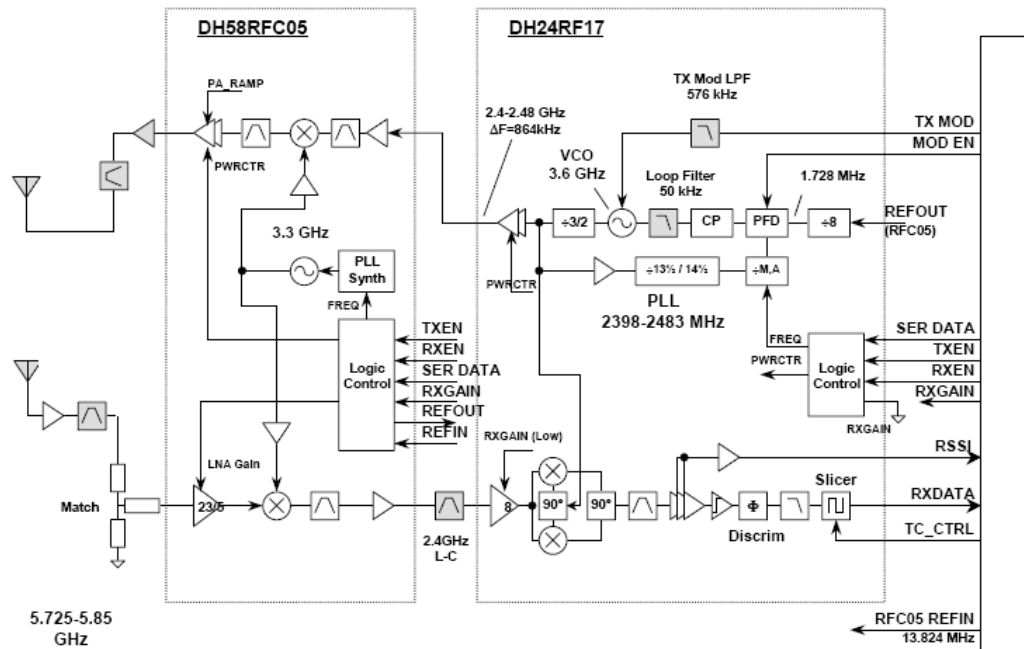 DH58RFC05
DH24RF17
PA_RAMP
TX Mod LPF
576 kHz
2.4-2.48 GHz
ΔF=864kHz
TX MOD
MOD EN
PWRCTR
VCO
3.6 GHz
Loop Filter
50 kHz
1.728 MHz
÷3/2
CP
PFD
÷8
REFOUT
(RFC05)
3.3 GHz
PLL
Synth
PWRCTR
÷13½ / 14½
÷M,A
PLL
2398-2483 MHz
FREQ
TXEN
RXEN
SER DATA
RXGAIN
REFOUT
REFIN
Logic
Control
FREQ
PWRCTR
Logic
Control
SER DATA
TXEN
RXEN
RXGAIN
RXGAIN
RXGAIN (Low)
LNA Gain
RSSI
Match
23/5
8
90°
90°
Φ
Slicer
RXDATA
Discrim
TC_CTRL
2.4GHz
L-C
5.725-5.85
GHz
RFC05 REFIN
13.824 MHz